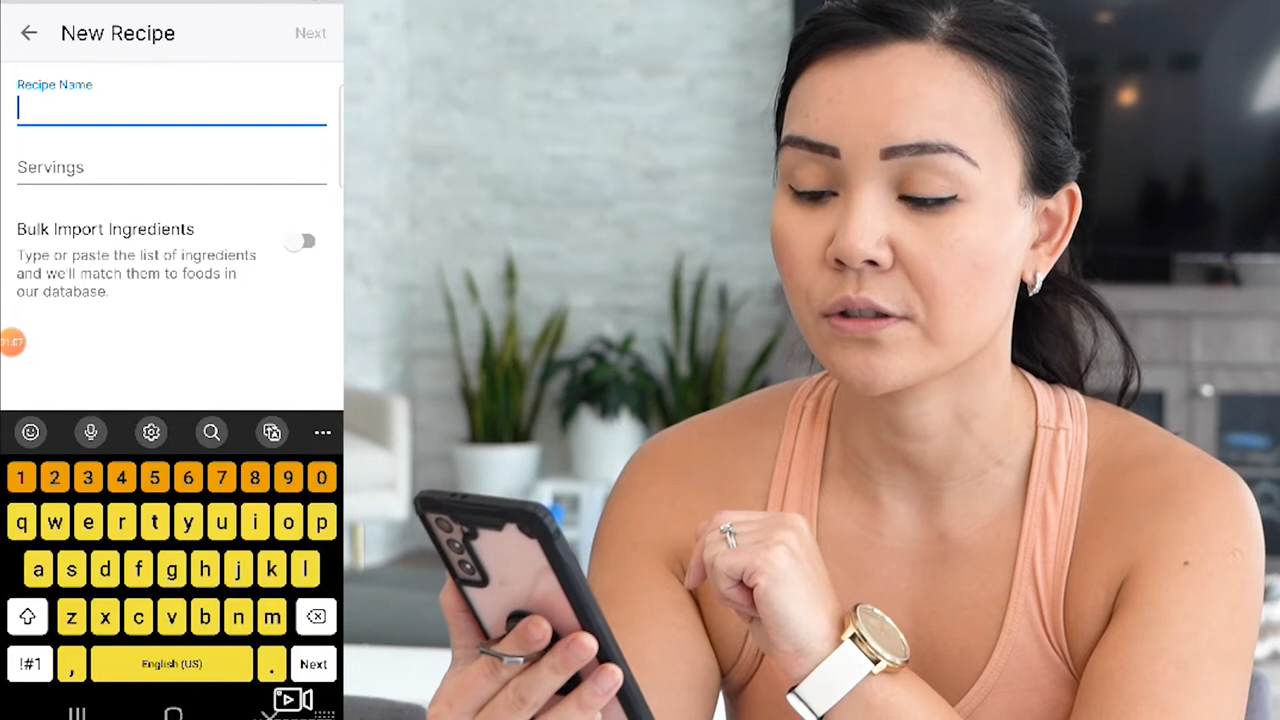 New Recipe
Next
Recipe Name
Servings
Bulk Import Ingredients
Type or paste the list of ingredients
and we'll match them to foods in
our database.
01:07
1 2 3 4 5 6 7 8 9 0
q w e r t y u i o p
a s d f g h j k l
z x c v b n m
!#1 , English (US) . Next